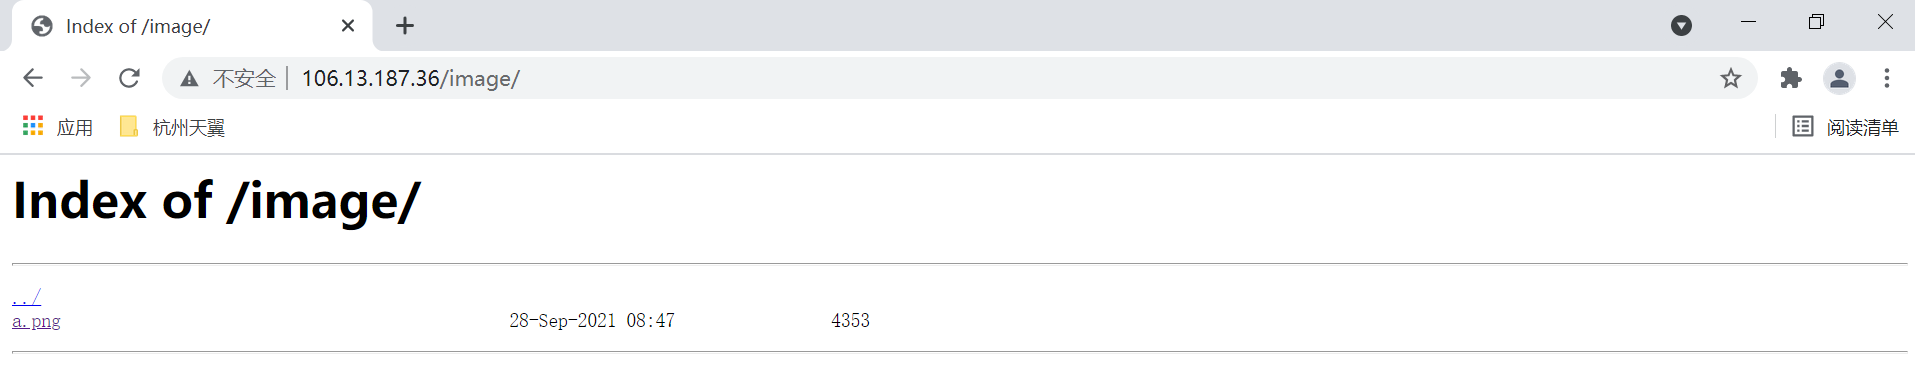 Index of /image/
不安全 106.13.187.36/image/
应用 杭州天翼 阅读清单
Index of /image/
../
a.png 28-Sep-2021 08:47 4353